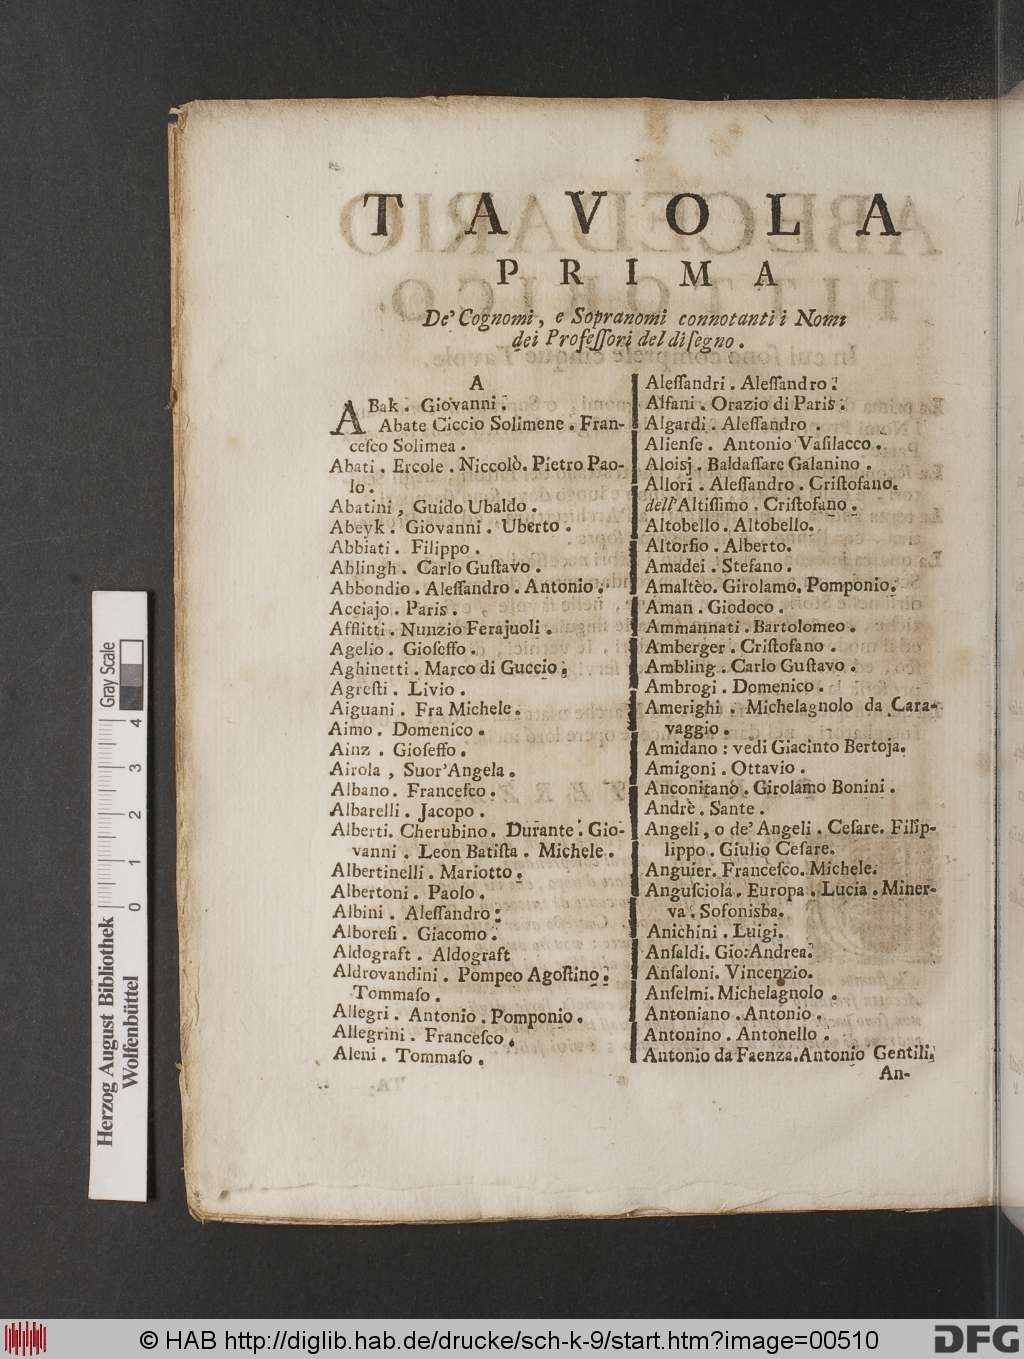 TAVOLA
PRIMA
De' Cognomi, e Sopranomi connotanti i Nomi
dei Professori del disegno.
A
ABak. Giovanni.
Abate Ciccio Solimene. Fran-
cesco Solimea.
Abati. Ercole. Niccolò. Pietro Pao-
lo.
Abatini, Guido Ubaldo.
Abeyk. Giovanni. Uberto.
Abbiati. Filippo.
Ablingh. Carlo Gustavo.
Abbondio. Alessandro. Antonio.
Acciajo. Paris.
Afflitti. Nunzio Ferajuoli.
Agelio. Gioseffo.
Aghinetti. Marco di Guccio.
Agresti. Livio.
Aiguani. Fra Michele.
Aimo. Domenico.
Ainz. Gioseffo.
Airola, Suor'Angela.
Albano. Francesco.
Albarelli. Jacopo.
Alberti. Cherubino. Durante. Gio-
vanni. Leon Batista. Michele.
Albertinelli. Mariotto.
Albertoni. Paolo.
Albini. Alessandro.
Alboresi. Giacomo.
Aldograft. Aldograft
Aldrovandini. Pompeo Agostino.
Tommaso.
Allegri. Antonio. Pomponio.
Allegrini. Francesco.
Aleni. Tommaso.
Alessandri. Alessandro.
Alfani. Orazio di Paris.
Algardi. Alessandro.
Aliense. Antonio Vasilacco.
Aloisj. Baldassare Galanino.
Allori. Alessandro. Cristofano.
dell'Altissimo. Cristofano.
Altobello. Altobello.
Altorfio. Alberto.
Amadei. Stefano.
Amaltèo. Girolamo. Pomponio.
Aman. Giodoco.
Ammannati. Bartolomeo.
Amberger. Cristofano.
Ambling. Carlo Gustavo.
Ambrogi. Domenico.
Amerighi. Michelagnolo da Cara-
vaggio.
Amidano: vedi Giacinto Bertoja.
Amigoni. Ottavio.
Anconitano. Girolamo Bonini.
Andrè. Sante.
Angeli, o de' Angeli. Cesare. Filip-
lippo. Giulio Cesare.
Anguier. Francesco. Michele.
Angusciola. Europa. Lucia. Miner-
va. Sofonisba.
Anichini. Luigi.
Ansaldi. Gio: Andrea.
Ansaloni. Vincenzio.
Anselmi. Michelagnolo.
Antoniano. Antonio.
Antonino. Antonello.
Antonio da Faenza. Antonio Gentili.
An-
Gray Scale
0 1 2 3 4
Herzog August Bibliothek
Wolfenbüttel
© HAB http://diglib.hab.de/drucke/sch-k-9/start.htm?image=00510
DFG